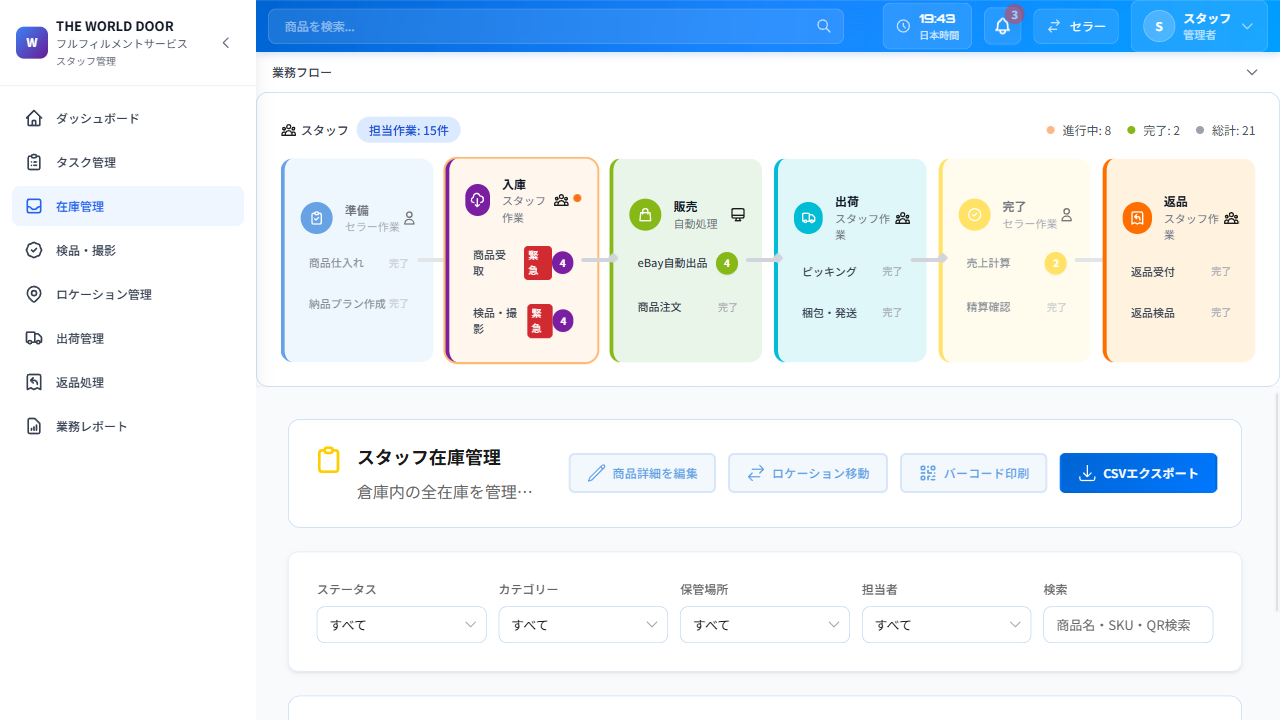 W
THE WORLD DOOR
フルフィルメントサービス
スタッフ管理
ダッシュボード
タスク管理
在庫管理
検品・撮影
ロケーション管理
出荷管理
返品処理
業務レポート
商品を検索...
19:43
日本時間
3
セラー
S
スタッフ
管理者
業務フロー
スタッフ
担当作業: 15件
進行中: 8
完了: 2
総計: 21
準備
セラー作業
商品仕入れ
完了
納品プラン作成
完了
入庫
スタッフ
作業
商品受
取
緊
急
4
検品・撮
影
緊
急
4
販売
自動処理
eBay自動出品
4
商品注文
完了
出荷
スタッフ作
業
ピッキング
完了
梱包・発送
完了
完了
セラー作業
売上計算
2
精算確認
完了
返品
スタッフ作
業
返品受付
完了
返品検品
完了
スタッフ在庫管理
倉庫内の全在庫を管理…
商品詳細を編集
ロケーション移動
バーコード印刷
CSVエクスポート
ステータス
すべて
カテゴリー
すべて
保管場所
すべて
担当者
すべて
検索
商品名・SKU・QR検索